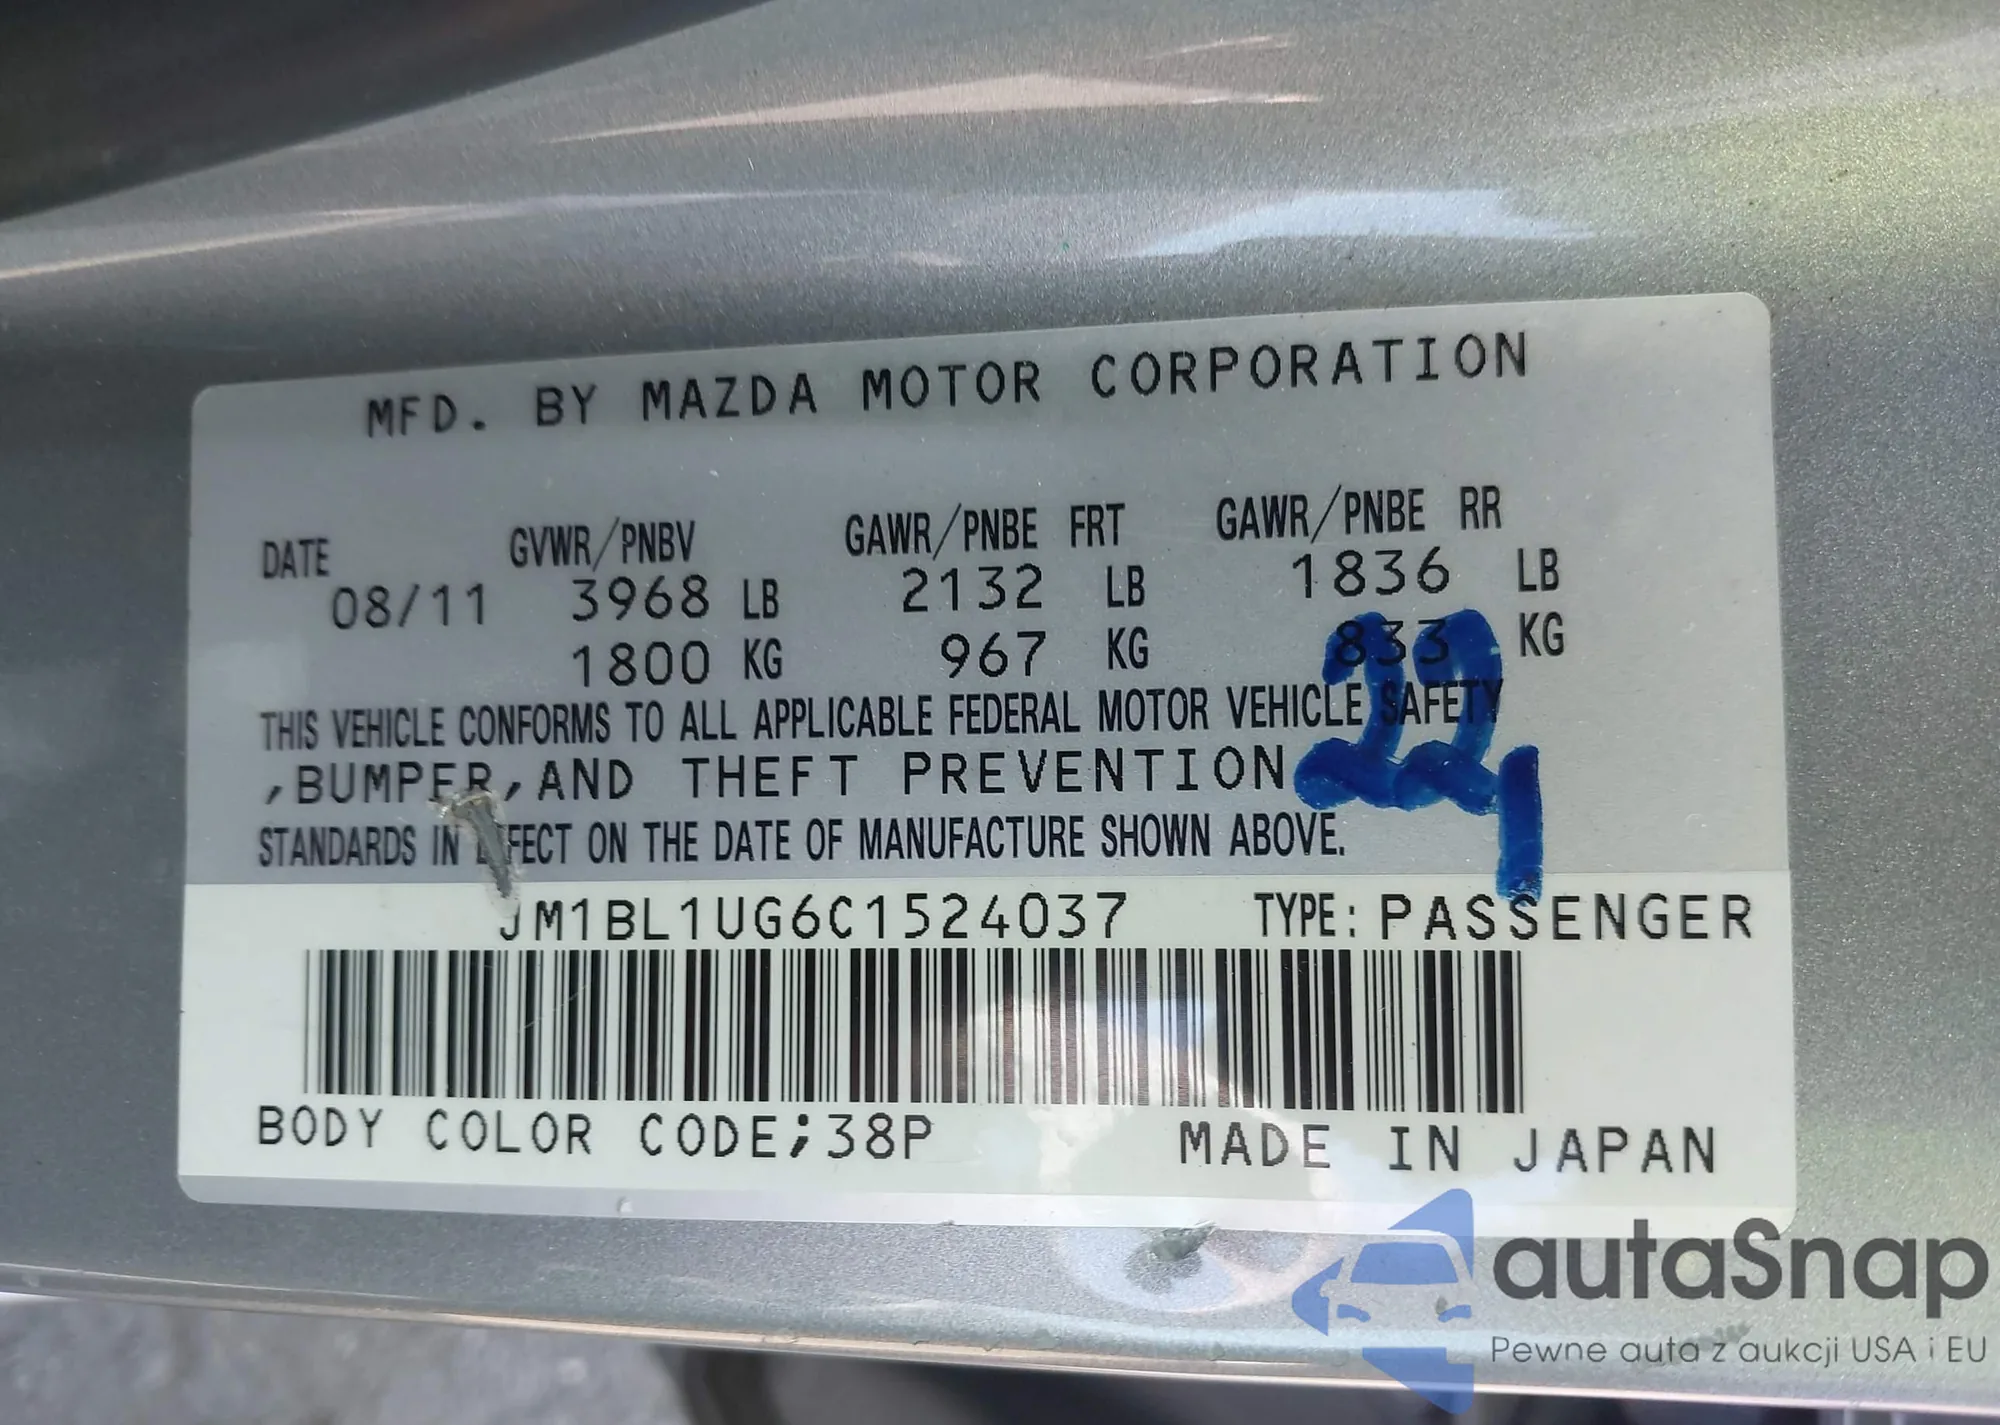 MFD. BY MAZDA MOTOR CORPORATION
DATE GVWR/PNBV GAWR/PNBE FRT GAWR/PNBE RR
08/11 3968 LB 2132 LB 1836 LB
1800 KG 967 KG 833 KG
THIS VEHICLE CONFORMS TO ALL APPLICABLE FEDERAL MOTOR VEHICLE SAFETY
,BUMPER,AND THEFT PREVENTION
STANDARDS IN EFFECT ON THE DATE OF MANUFACTURE SHOWN ABOVE.
221
JM1BL1UG6C1524037 TYPE: PASSENGER
BODY COLOR CODE;38P MADE IN JAPAN
autaSnap
Pewne auta z aukcji USA i EU